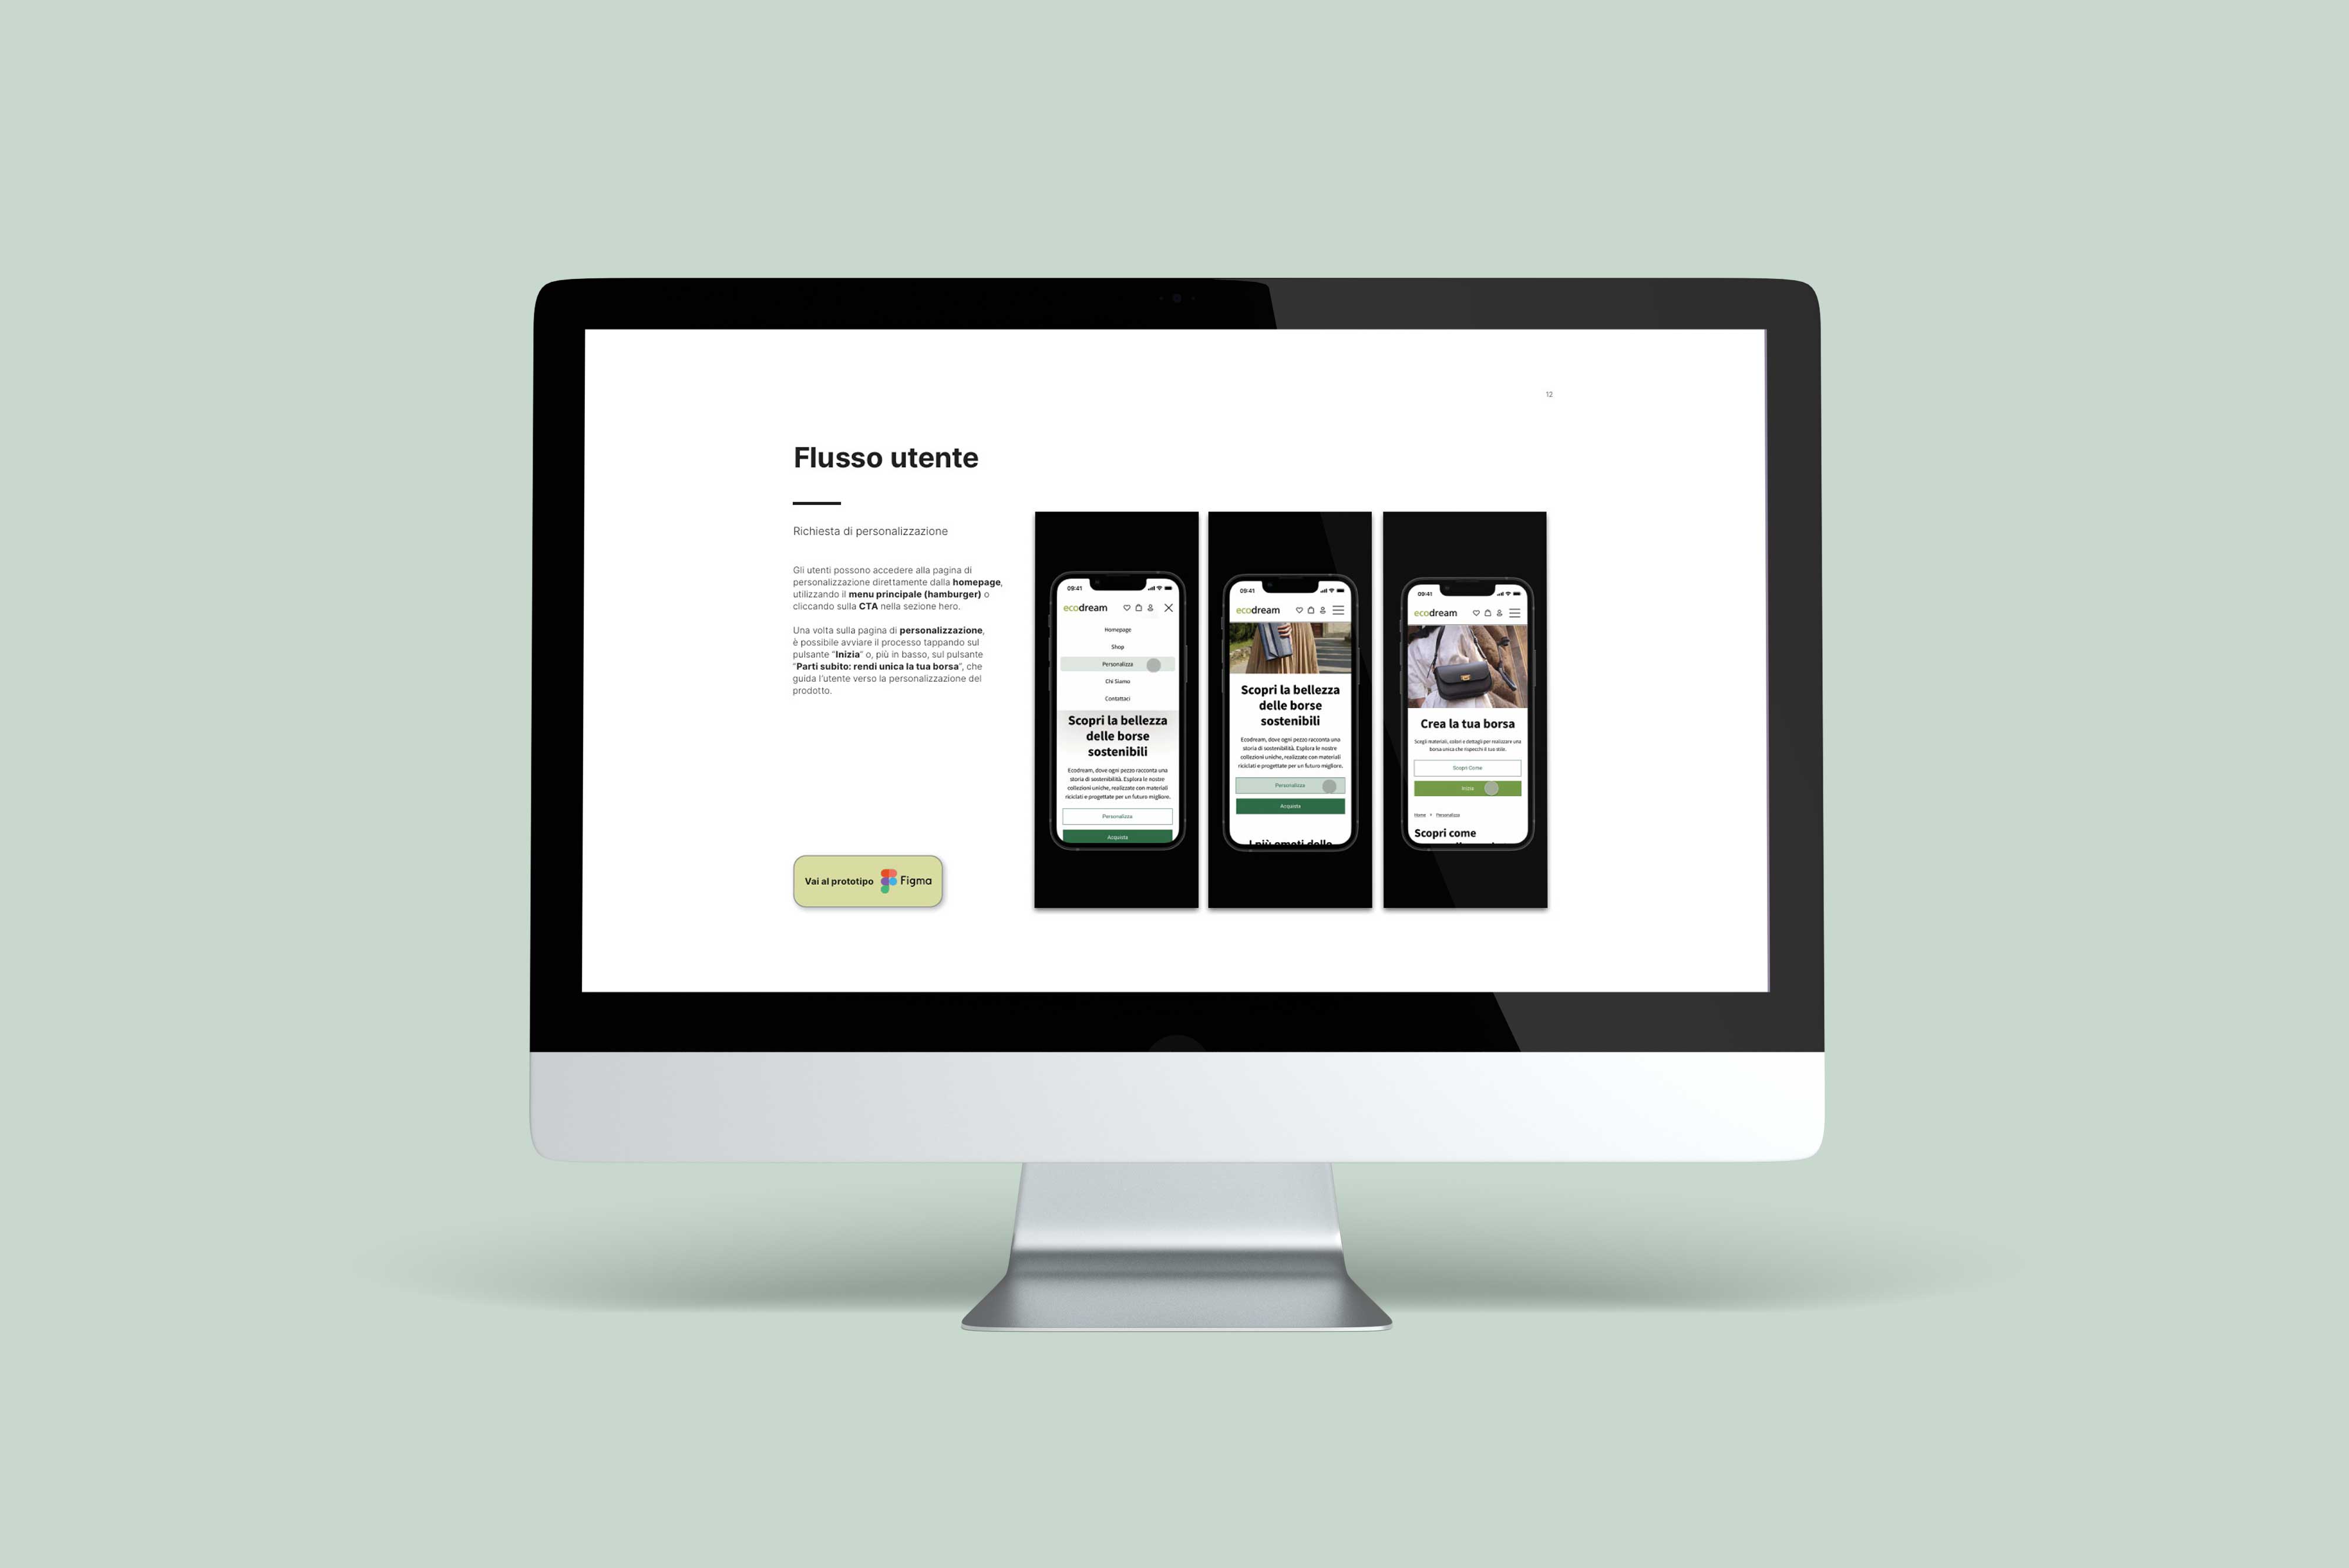 12
Flusso utente
Richiesta di personalizzazione
Gli utenti possono accedere alla pagina di
personalizzazione direttamente dalla homepage,
utilizzando il menu principale (hamburger) o
cliccando sulla CTA nella sezione hero.
Una volta sulla pagina di personalizzazione,
è possibile avviare il processo tappando sul
pulsante “Inizia” o, più in basso, sul pulsante
“Parti subito: rendi unica la tua borsa”, che
guida l’utente verso la personalizzazione del
prodotto.
Vai al prototipo Figma
09:41
ecodream
Homepage
Shop
Personalizza
Chi Siamo
Contattaci
Scopri la bellezza
delle borse
sostenibili
Ecodream, dove ogni pezzo racconta una
storia di sostenibilità. Esplora le nostre
collezioni uniche, realizzate con materiali
riciclati e progettate per un futuro migliore.
Personalizza
Acquista
09:41
ecodream
Scopri la bellezza
delle borse
sostenibili
Ecodream, dove ogni pezzo racconta una
storia di sostenibilità. Esplora le nostre
collezioni uniche, realizzate con materiali
riciclati e progettate per un futuro migliore.
Personalizza
Acquista
I più amati dalla
09:41
ecodream
Crea la tua borsa
Scegli materiali, colori e dettagli per realizzare una
borsa unica che rispecchi il tuo stile.
Scopri Come
Inizia
Home > Personalizza
Scopri come